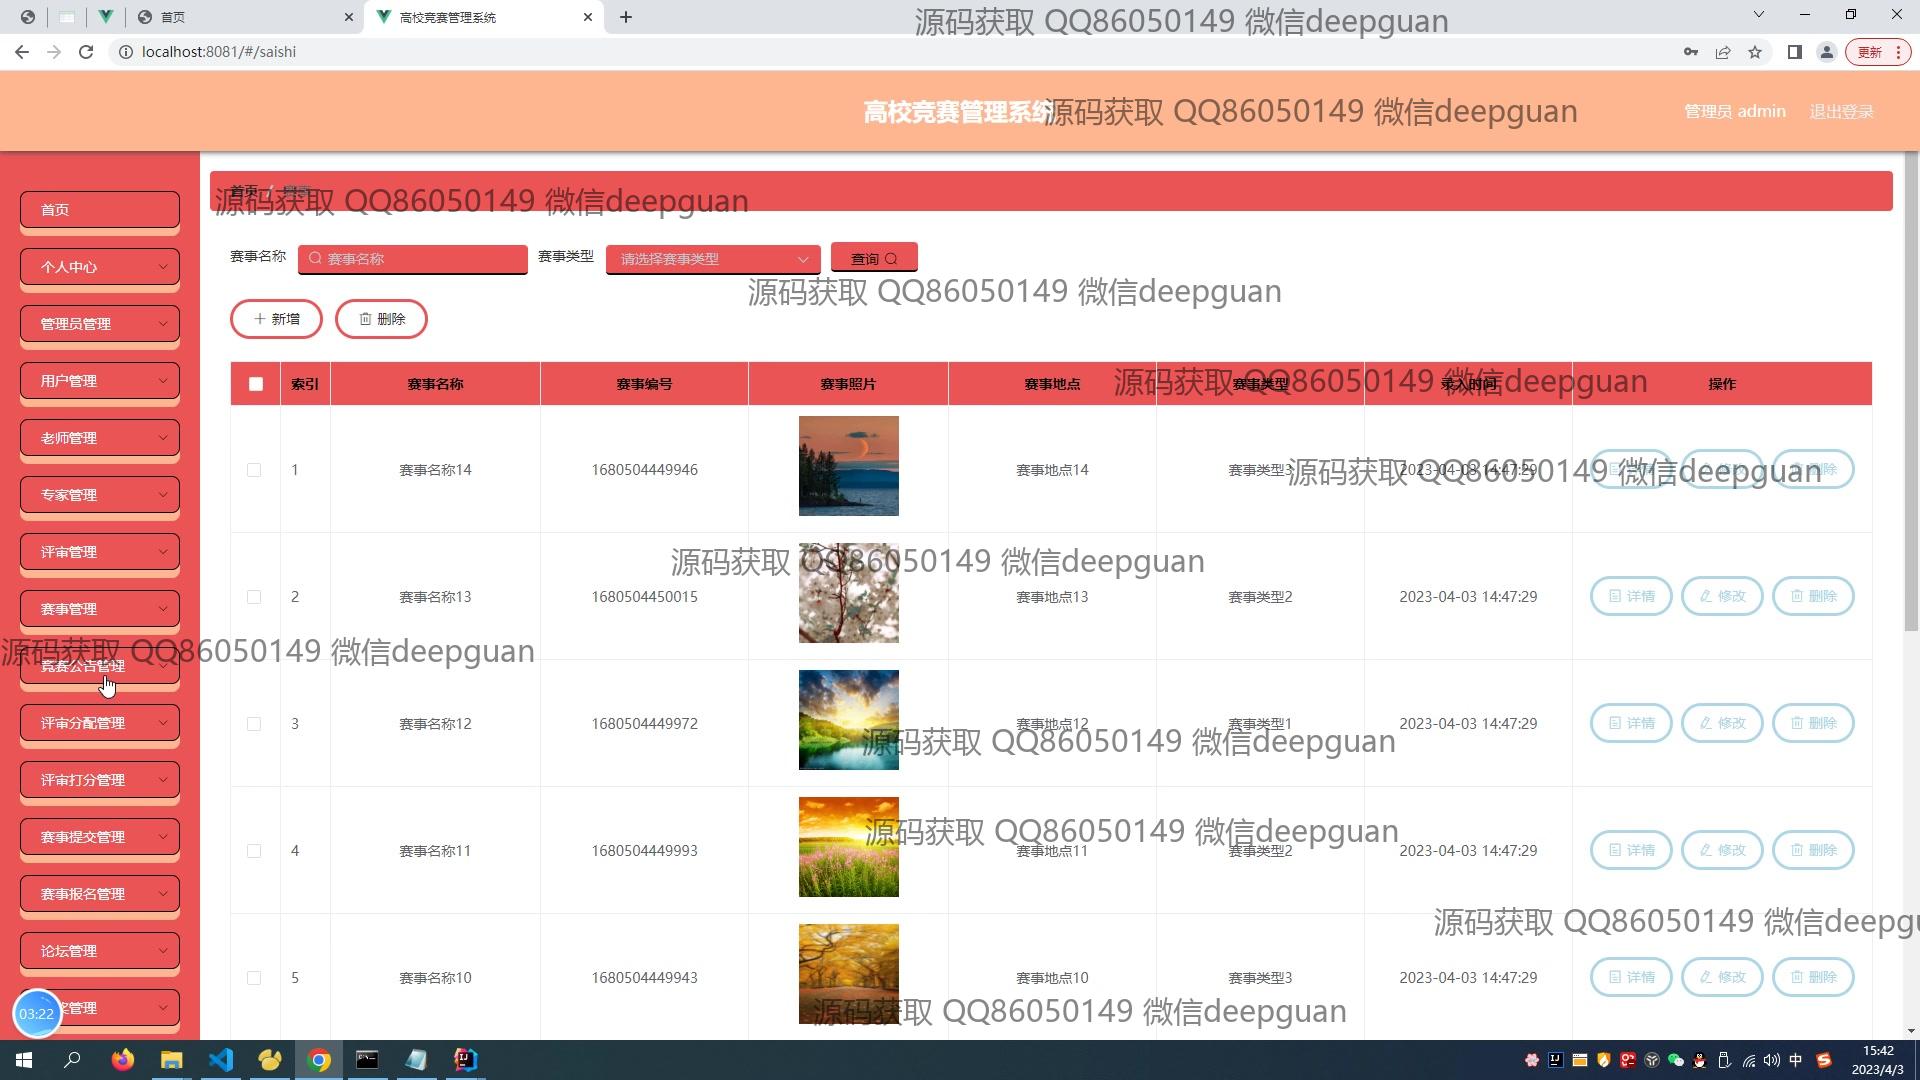 首页
高校竞赛管理系统
localhost:8081/#/saishi
更新
源码获取 QQ86050149 微信deepguan
高校竞赛管理系统
源码获取 QQ86050149 微信deepguan
管理员 admin
退出登录
首页 / 赛事
源码获取 QQ86050149 微信deepguan
首页
个人中心
管理员管理
用户管理
老师管理
专家管理
评审管理
赛事管理
竞赛公告管理
评审分配管理
评审打分管理
赛事提交管理
赛事报名管理
论坛管理
奖管理
03:22
赛事名称
赛事名称
赛事类型
请选择赛事类型
查询
源码获取 QQ86050149 微信deepguan
新增
删除
索引 赛事名称 赛事编号 赛事照片 赛事地点 赛事类型 录入时间 操作
源码获取 QQ86050149 微信deepguan
1 赛事名称14 1680504449946 赛事地点14 赛事类型3 2023-04-03 14:47:29 详情 修改 删除
源码获取 QQ86050149 微信deepguan
源码获取 QQ86050149 微信deepguan
2 赛事名称13 1680504450015 赛事地点13 赛事类型2 2023-04-03 14:47:29 详情 修改 删除
源码获取 QQ86050149 微信deepguan
3 赛事名称12 1680504449972 赛事地点12 赛事类型1 2023-04-03 14:47:29 详情 修改 删除
源码获取 QQ86050149 微信deepguan
源码获取 QQ86050149 微信deepguan
4 赛事名称11 1680504449993 赛事地点11 赛事类型2 2023-04-03 14:47:29 详情 修改 删除
源码获取 QQ86050149 微信deepgu
5 赛事名称10 1680504449943 赛事地点10 赛事类型3 2023-04-03 14:47:29 详情 修改 删除
源码获取 QQ86050149 微信deepguan
中
15:42
2023/4/3